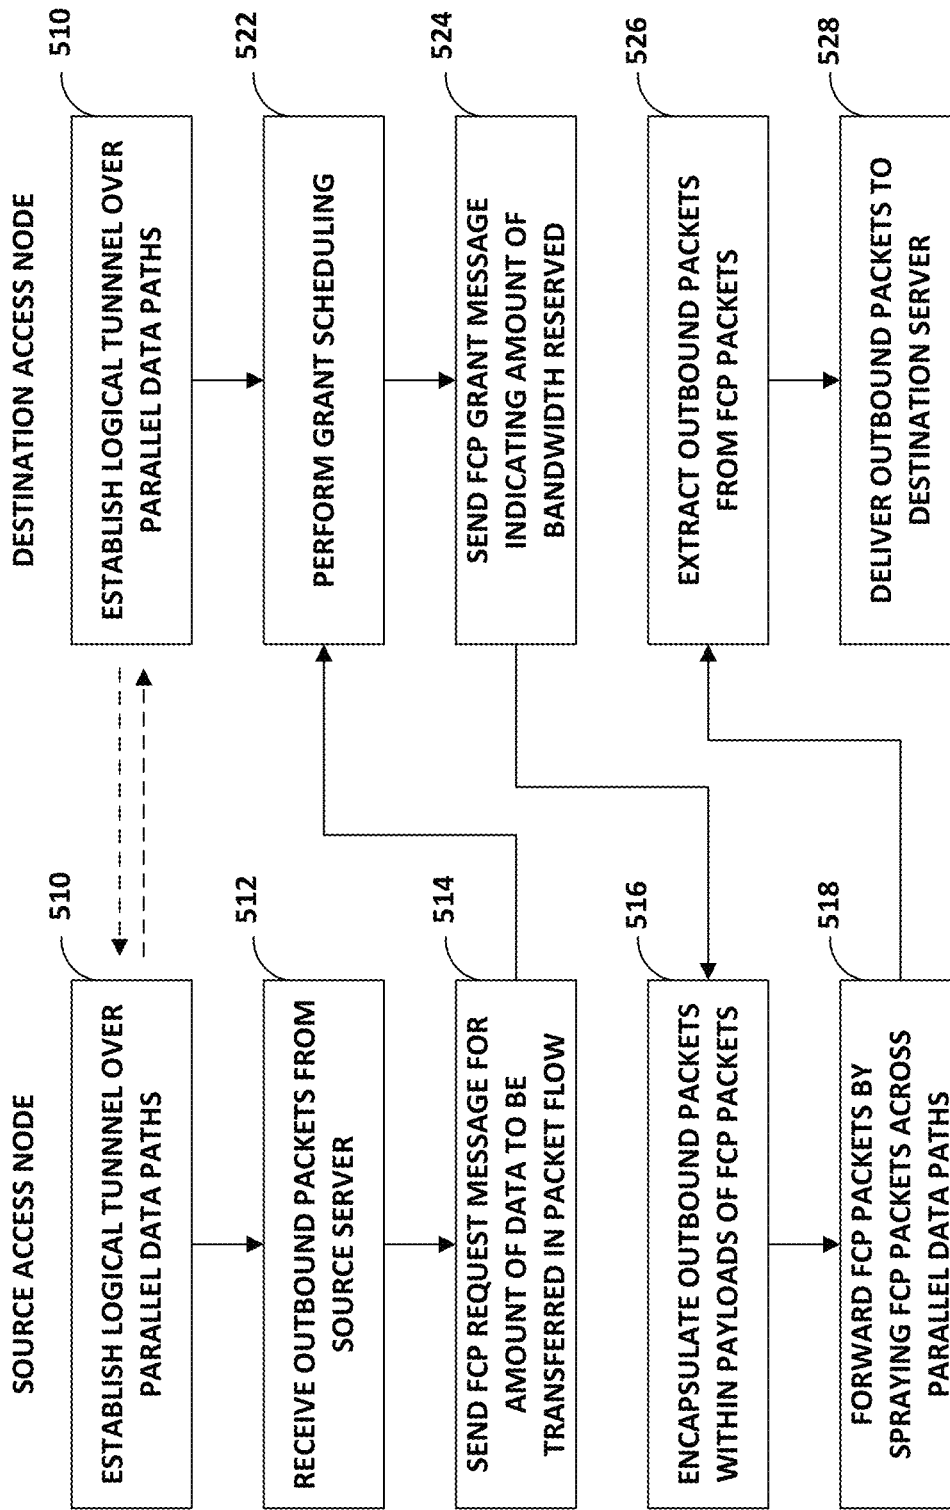 SOURCE ACCESS NODE
510
ESTABLISH LOGICAL TUNNNEL OVER
PARALLEL DATA PATHS
512
RECEIVE OUTBOUND PACKETS FROM
SOURCE SERVER
514
SEND FCP REQUEST MESSAGE FOR
AMOUNT OF DATA TO BE
TRANSFERRED IN PACKET FLOW
516
ENCAPSULATE OUTBOUND PACKETS
WITHIN PAYLOADS OF FCP PACKETS
518
FORWARD FCP PACKETS BY
SPRAYING FCP PACKETS ACROSS
PARALLEL DATA PATHS
DESTINATION ACCESS NODE
510
ESTABLISH LOGICAL TUNNNEL OVER
PARALLEL DATA PATHS
522
PERFORM GRANT SCHEDULING
524
SEND FCP GRANT MESSAGE
INDICATING AMOUNT OF
BANDWIDTH RESERVED
526
EXTRACT OUTBOUND PACKETS
FROM FCP PACKETS
528
DELIVER OUTBOUND PACKETS TO
DESTINATION SERVER